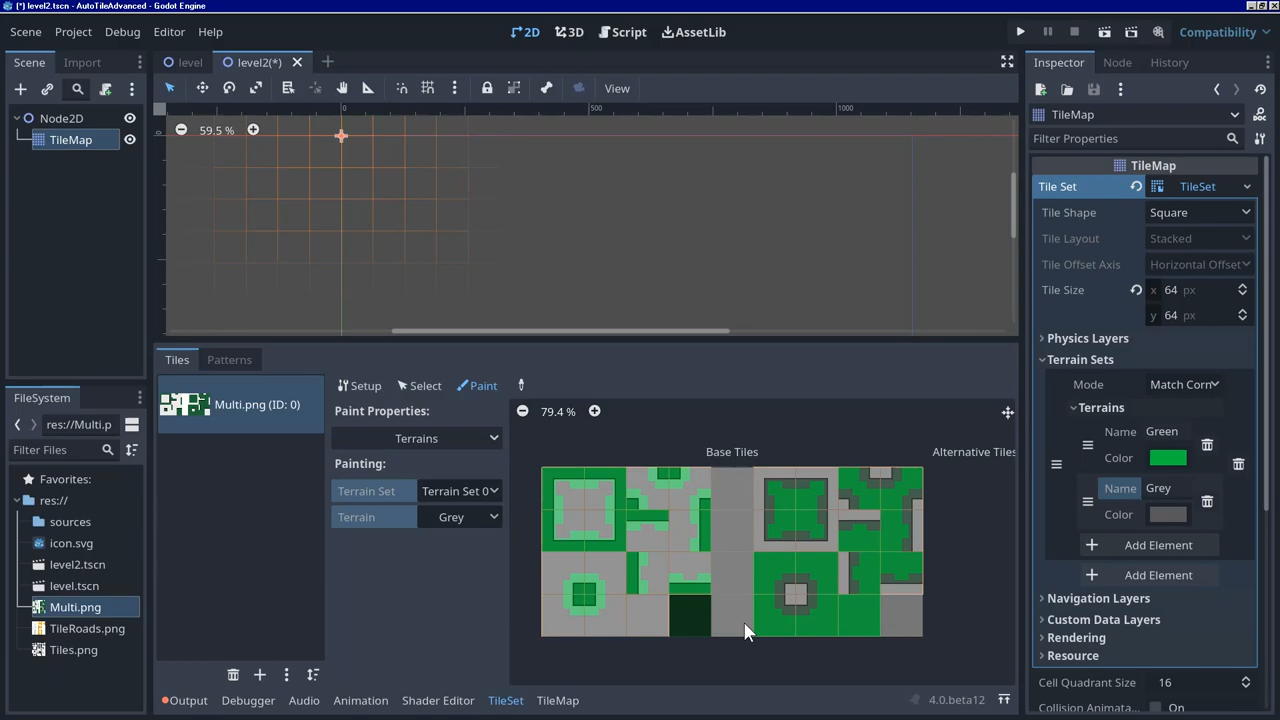 (*) level2.tscn - AutoTileAdvanced - Godot Engine
Scene Project Debug Editor Help
2D 3D Script AssetLib
Compatibility
Scene Import
level level2(*)
Inspector Node History
View
Node2D
TileMap
0 500 1000
0
59.5 %
TileMap
Filter Properties
TileMap
Tile Set TileSet
Tile Shape Square
Tile Layout Stacked
Tile Offset Axis Horizontal Offset
Tile Size x 64 px
y 64 px
Physics Layers
Terrain Sets
Mode Match Corn
Terrains
Name Green
Color
Name Grey
Color
Add Element
Add Element
Navigation Layers
Custom Data Layers
Rendering
Resource
Cell Quadrant Size 16
Collision Animata. On
Tiles Patterns
Multi.png (ID: 0)
Setup Select Paint
Paint Properties:
Terrains
Painting:
Terrain Set Terrain Set 0
Terrain Grey
79.4 %
Base Tiles Alternative Tiles
FileSystem
res://Multi.p
Filter Files
Favorites:
res://
sources
icon.svg
level2.tscn
level.tscn
Multi.png
TileRoads.png
Tiles.png
Output Debugger Audio Animation Shader Editor TileSet TileMap
4.0.beta12